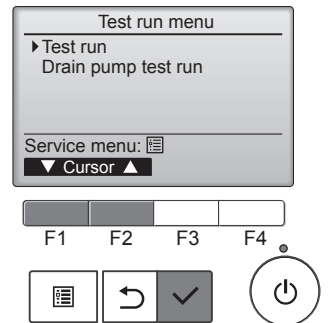 Test run menu
Test run
Drain pump test run
Service menu:
▼ Cursor ▲
F1 F2 F3 F4